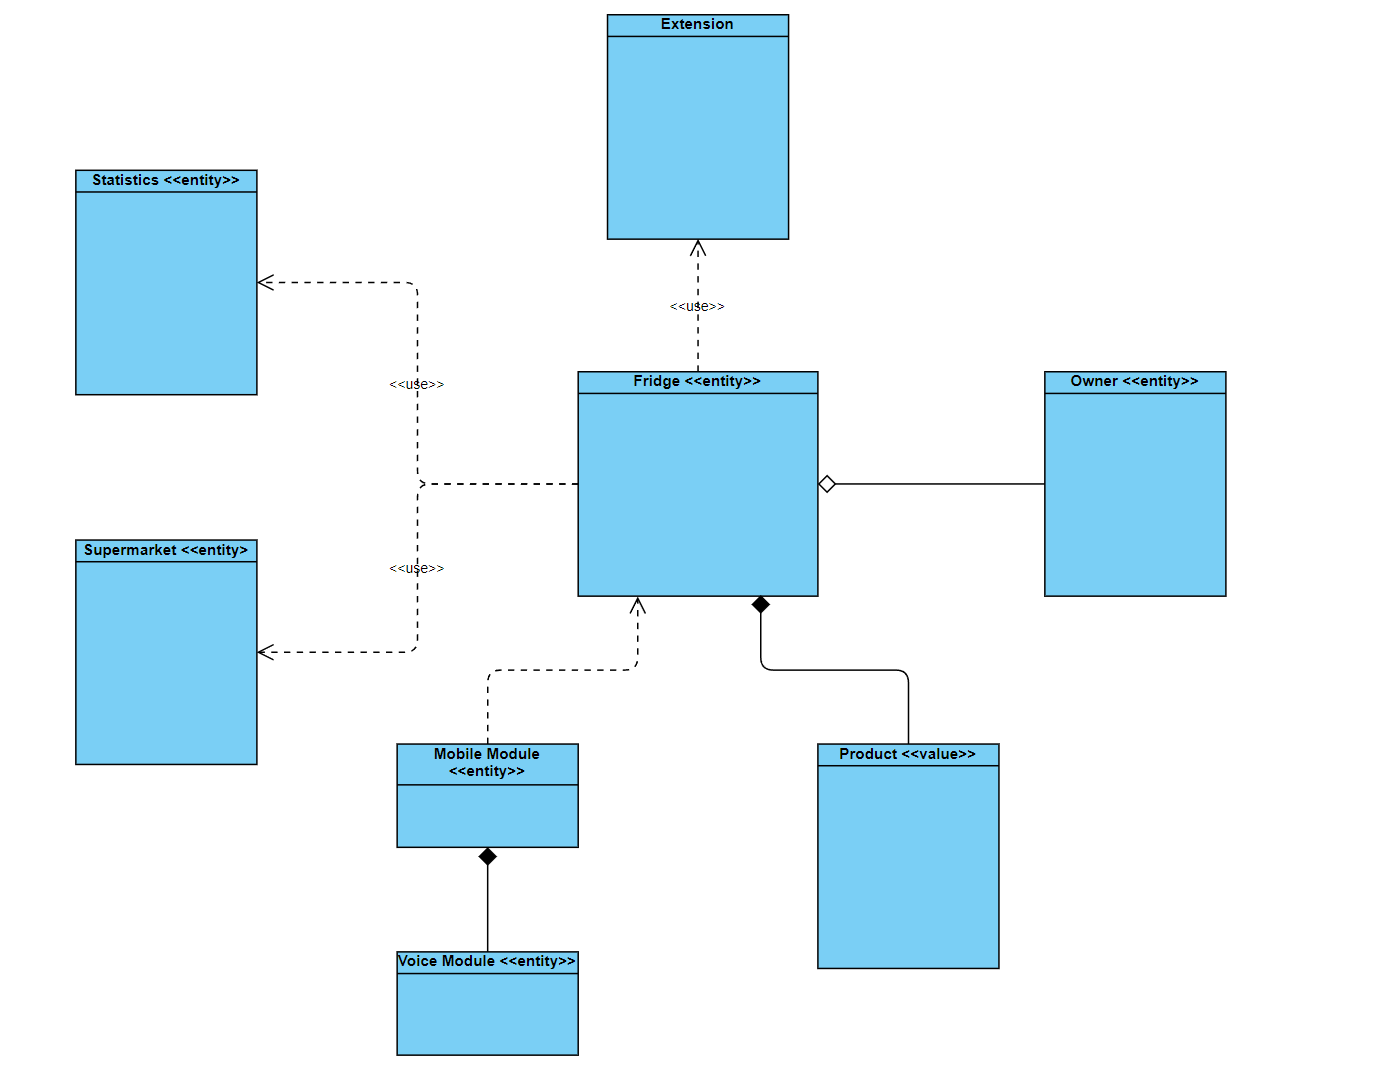 Extension
Statistics <<entity>>
<<use>>
Fridge <<entity>>
Owner <<entity>>
<<use>>
Supermarket <<entity>
<<use>>
Mobile Module
<<entity>>
Product <<value>>
Voice Module <<entity>>